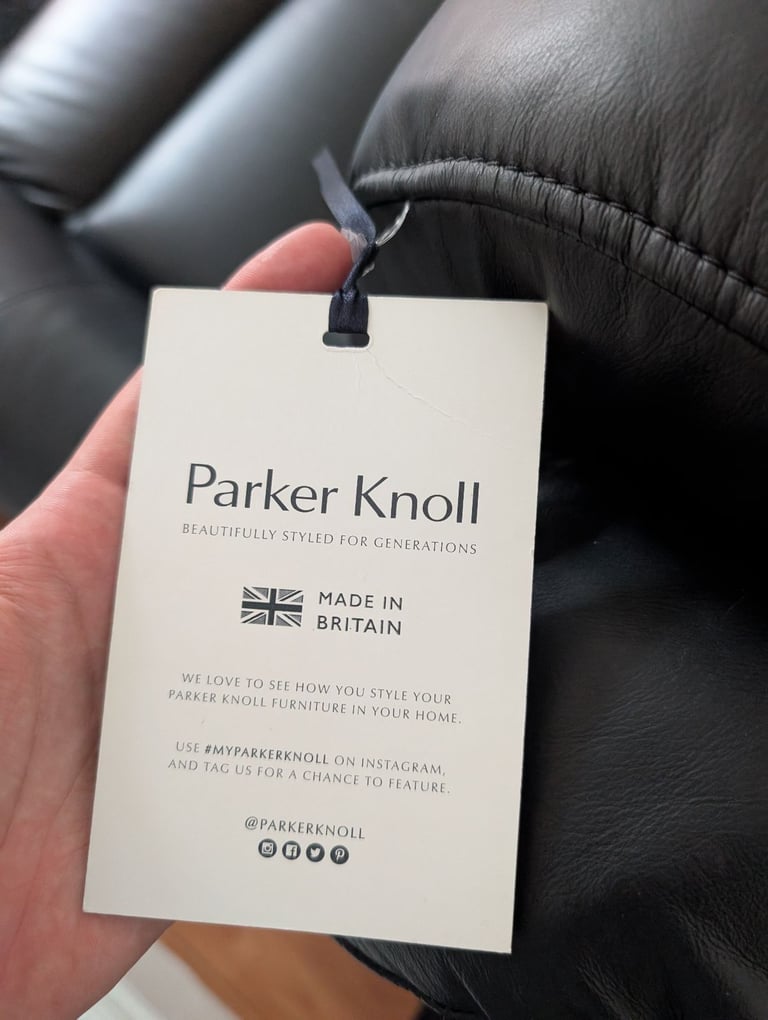 Parker Knoll
BEAUTIFULLY STYLED FOR GENERATIONS
MADE IN
BRITAIN
WE LOVE TO SEE HOW YOU STYLE YOUR
PARKER KNOLL FURNITURE IN YOUR HOME.
USE #MYPARKERKNOLL ON INSTAGRAM,
AND TAG US FOR A CHANCE TO FEATURE.
@PARKERKNOLL